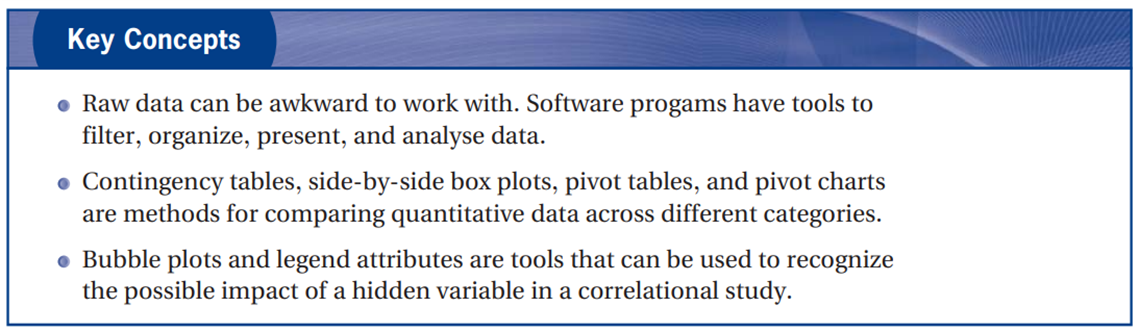 Key Concepts
Raw data can be awkward to work with. Software progams have tools to
filter, organize, present, and analyse data.
Contingency tables, side-by-side box plots, pivot tables, and pivot charts
are methods for comparing quantitative data across different categories.
Bubble plots and legend attributes are tools that can be used to recognize
the possible impact of a hidden variable in a correlational study.